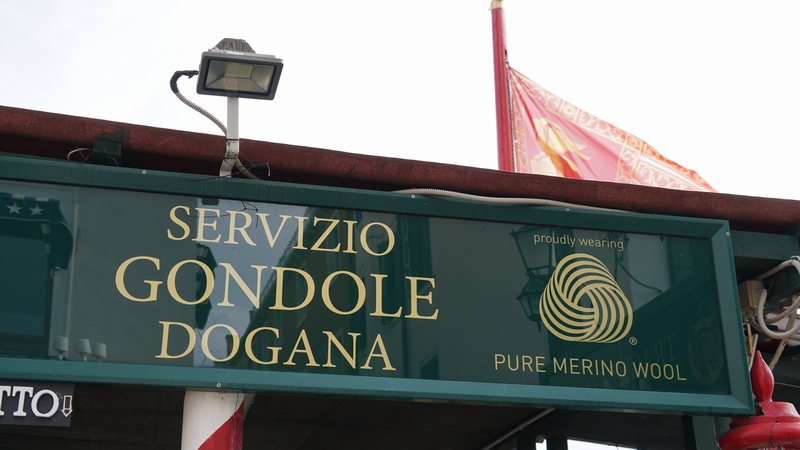 SERVIZIO
GONDOLE
DOGANA
proudly wearing
®
PURE MERINO WOOL
TTO